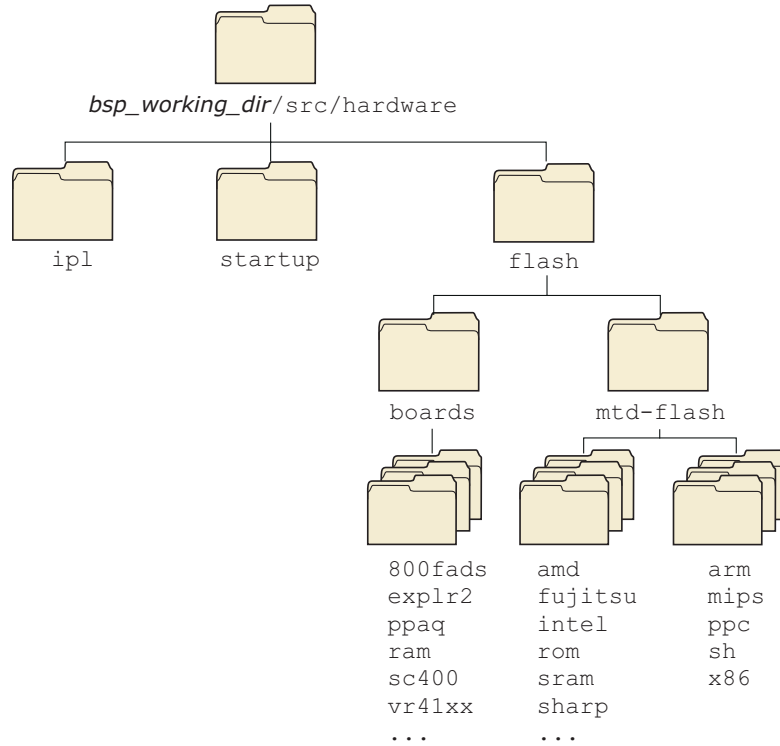 bsp_working_dir/src/hardware
ipl
startup
flash
boards
mtd-flash
800fads
explr2
ppaq
ram
sc400
vr41xx
...
amd
fujitsu
intel
rom
sram
sharp
...
arm
mips
ppc
sh
x86